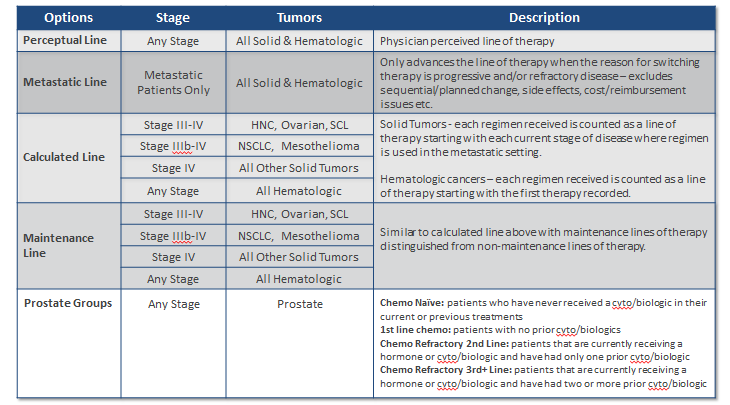 Options Stage Tumors Description
Perceptual Line Any Stage All Solid & Hematologic Physician perceived line of therapy
Metastatic Line
Metastatic
Patients Only
All Solid & Hematologic
Only advances the line of therapy when the reason for switching
therapy is progressive and/or refractory disease – excludes
sequential/planned change, side effects, cost/reimbursement
issues etc.
Calculated Line
Stage III-IV HNC, Ovarian, SCL
Stage IIIb-IV NSCLC, Mesothelioma
Stage IV All Other Solid Tumors
Any Stage All Hematologic
Solid Tumors - each regimen received is counted as a line of
therapy starting with each current stage of disease where regimen
is used in the metastatic setting.
Hematologic cancers – each regimen received is counted as a line
of therapy starting with the first therapy recorded.
Maintenance
Line
Stage III-IV HNC, Ovarian, SCL
Stage IIIb-IV NSCLC, Mesothelioma
Stage IV All Other Solid Tumors
Any Stage All Hematologic
Similar to calculated line above with maintenance lines of therapy
distinguished from non-maintenance lines of therapy.
Prostate Groups Any Stage Prostate
Chemo Naïve: patients who have never received a cyto/biologic in their
current or previous treatments
1st line chemo: patients with no prior cyto/biologics
Chemo Refractory 2nd Line: patients that are currently receiving a
hormone or cyto/biologic and have had only one prior cyto/biologic
Chemo Refractory 3rd+ Line: patients that are currently receiving a
hormone or cyto/biologic and have had two or more prior cyto/biologic